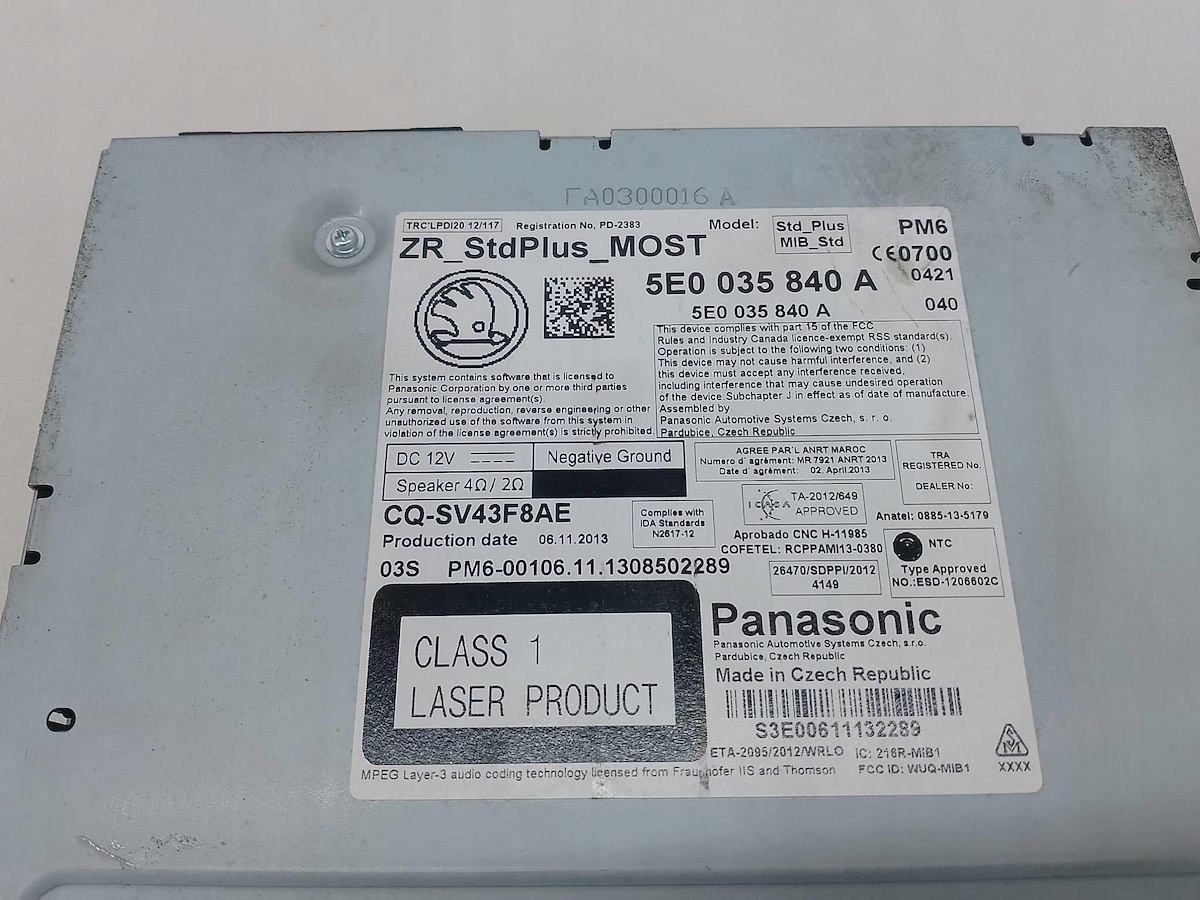 FA0300016 A
TRC'LPDI20 12/117 Registration No, PD-2383 Model: Std_Plus MIB_Std PM6
ZR_StdPlus_MOST
CE0700
5E0 035 840 A 0421
5E0 035 840 A 040
This device complies with part 15 of the FCC
Rules and Industry Canada licence-exempt RSS standard(s).
Operation is subject to the following two conditions: (1)
This device may not cause harmful interference, and (2)
this device must accept any interference received,
including interference that may cause undesired operation
of the device.Subchapter J in effect as of date of manufacture.
Assembled by
Panasonic Automotive Systems Czech, s. r. o.
Pardubice, Czech Republic
This system contains software that is licensed to
Panasonic Corporation by one or more third parties
pursuant to license agreement(s).
Any removal, reproduction, reverse engineering or other
unauthorized use of the software from this system in
violation of the license agreement(s) is strictly prohibited.
DC 12V Negative Ground
Speaker 4Ω/2Ω
AGREE PAR'L ANRT MAROC
Numero d' agrément: MR.7921 ANRT 2013
Date d' agrément: 02. April.2013
TRA
REGISTERED No.
DEALER No:
ICASA TA-2012/649
APPROVED
CQ-SV43F8AE
Production date 06.11.2013
Complies with
IDA Standards
N2617-12
Anatel: 0885-13-5179
Aprobado CNC H-11985
COFETEL: RCPPAMI13-0380
NTC
Type Approved
NO.:ESD-1206602C
03S PM6-00106.11.1308502289
26470/SDPPI/2012
4149
CLASS 1
LASER PRODUCT
Panasonic
Panasonic Automotive Systems Czech, s.r.o.
Pardubice, Czech Republic
Made in Czech Republic
S3E00611132289
ETA-2095/2012/WRLO IC: 216R-MIB1
MPEG Layer-3 audio coding technology licensed from Fraunhofer IIS and Thomson FCC ID: WUQ-MIB1
XXXX